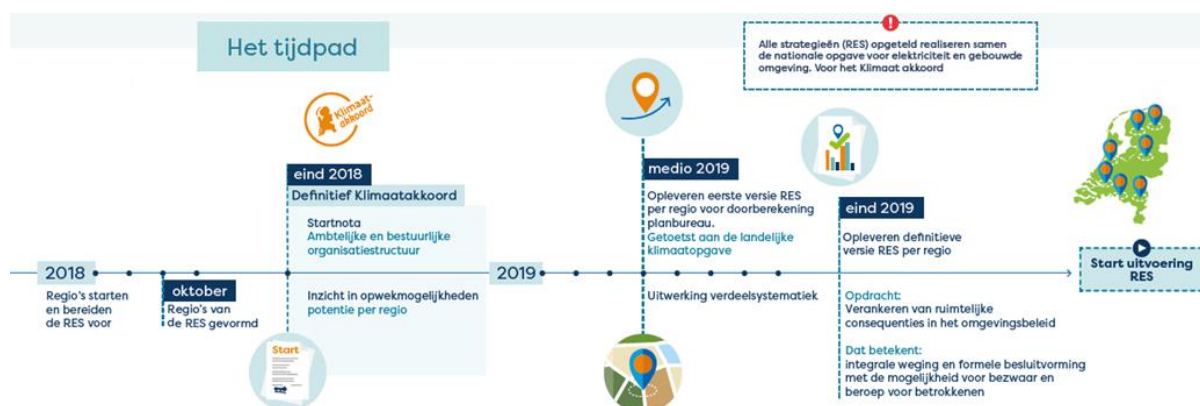 Het tijdpad
Alle strategieën (RES) opgeteld realiseren samen
de nationale opgave voor elektriciteit en gebouwde
omgeving. Voor het Klimaat akkoord
Klimaat-
akkoord
eind 2018
Definitief Klimaatakkoord
Startnota
Ambtelijke en bestuurlijke
organisatiestructuur
medio 2019
Opleveren eerste versie RES
per regio voor doorberekening
planbureau.
Getoetst aan de landelijke
klimaatopgave
eind 2019
Opleveren definitieve
versie RES per regio
2018
2019
Start uitvoering
RES
Regio's starten
en bereiden
de RES voor
oktober
Regio's van
de RES gevormd
Inzicht in opwekmogelijkheden
potentie per regio
Start
Uitwerking verdeelsystematiek
Opdracht:
Verankeren van ruimtelijke
consequenties in het omgevingsbeleid
Dat betekent:
integrale weging en formele besluitvorming
met de mogelijkheid voor bezwaar en
beroep voor betrokkenen